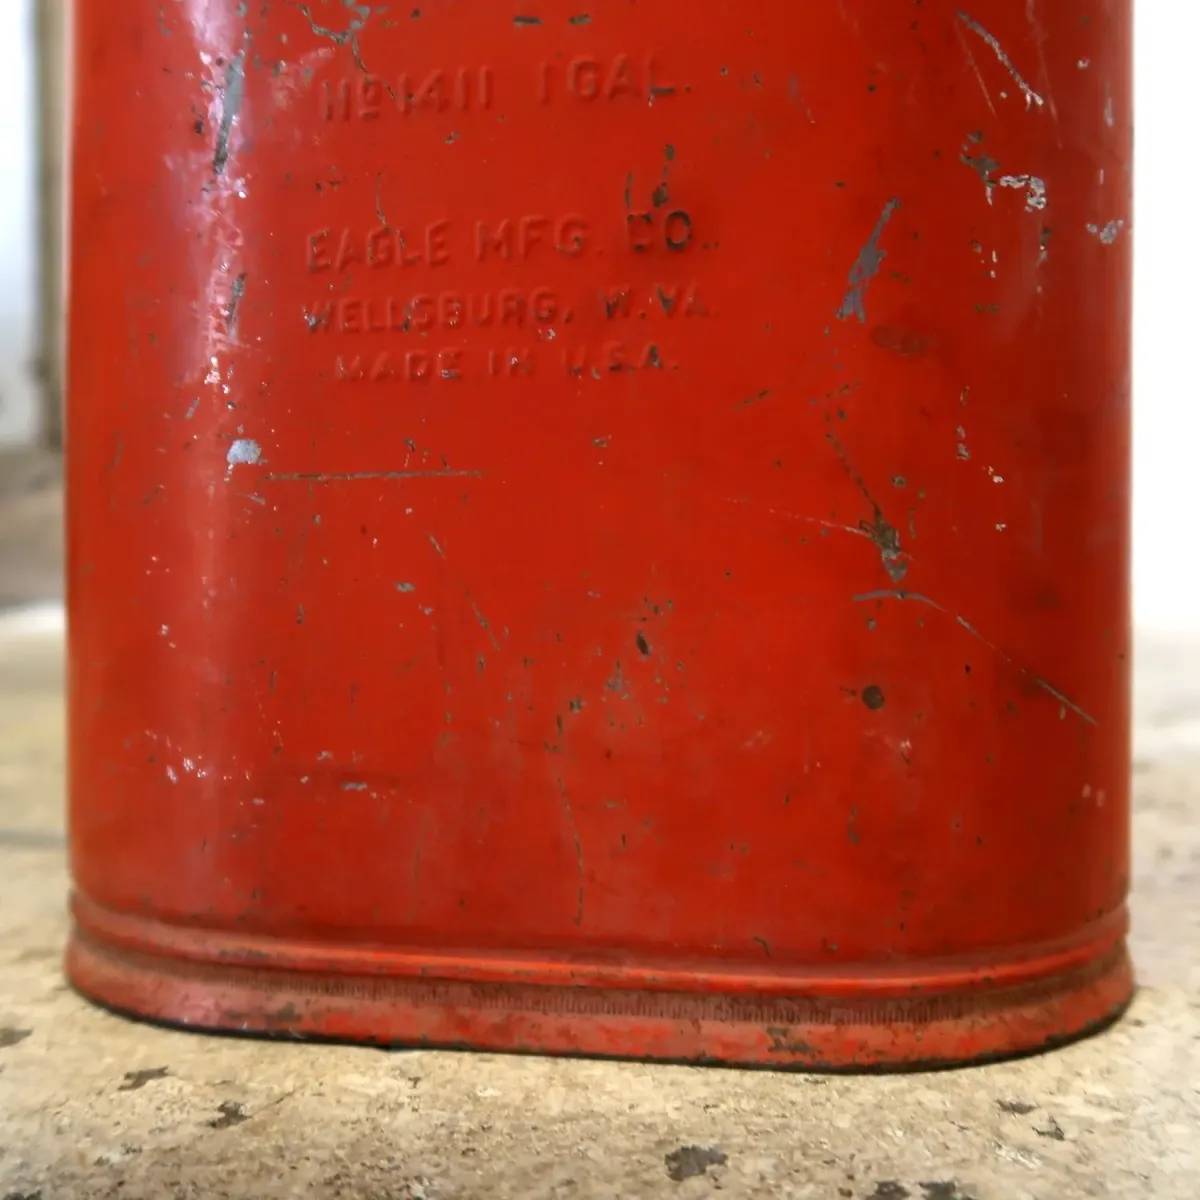 No 1411 1 GAL.
EAGLE MFG. CO.
WELLSBURG, W. VA.
MADE IN U.S.A.